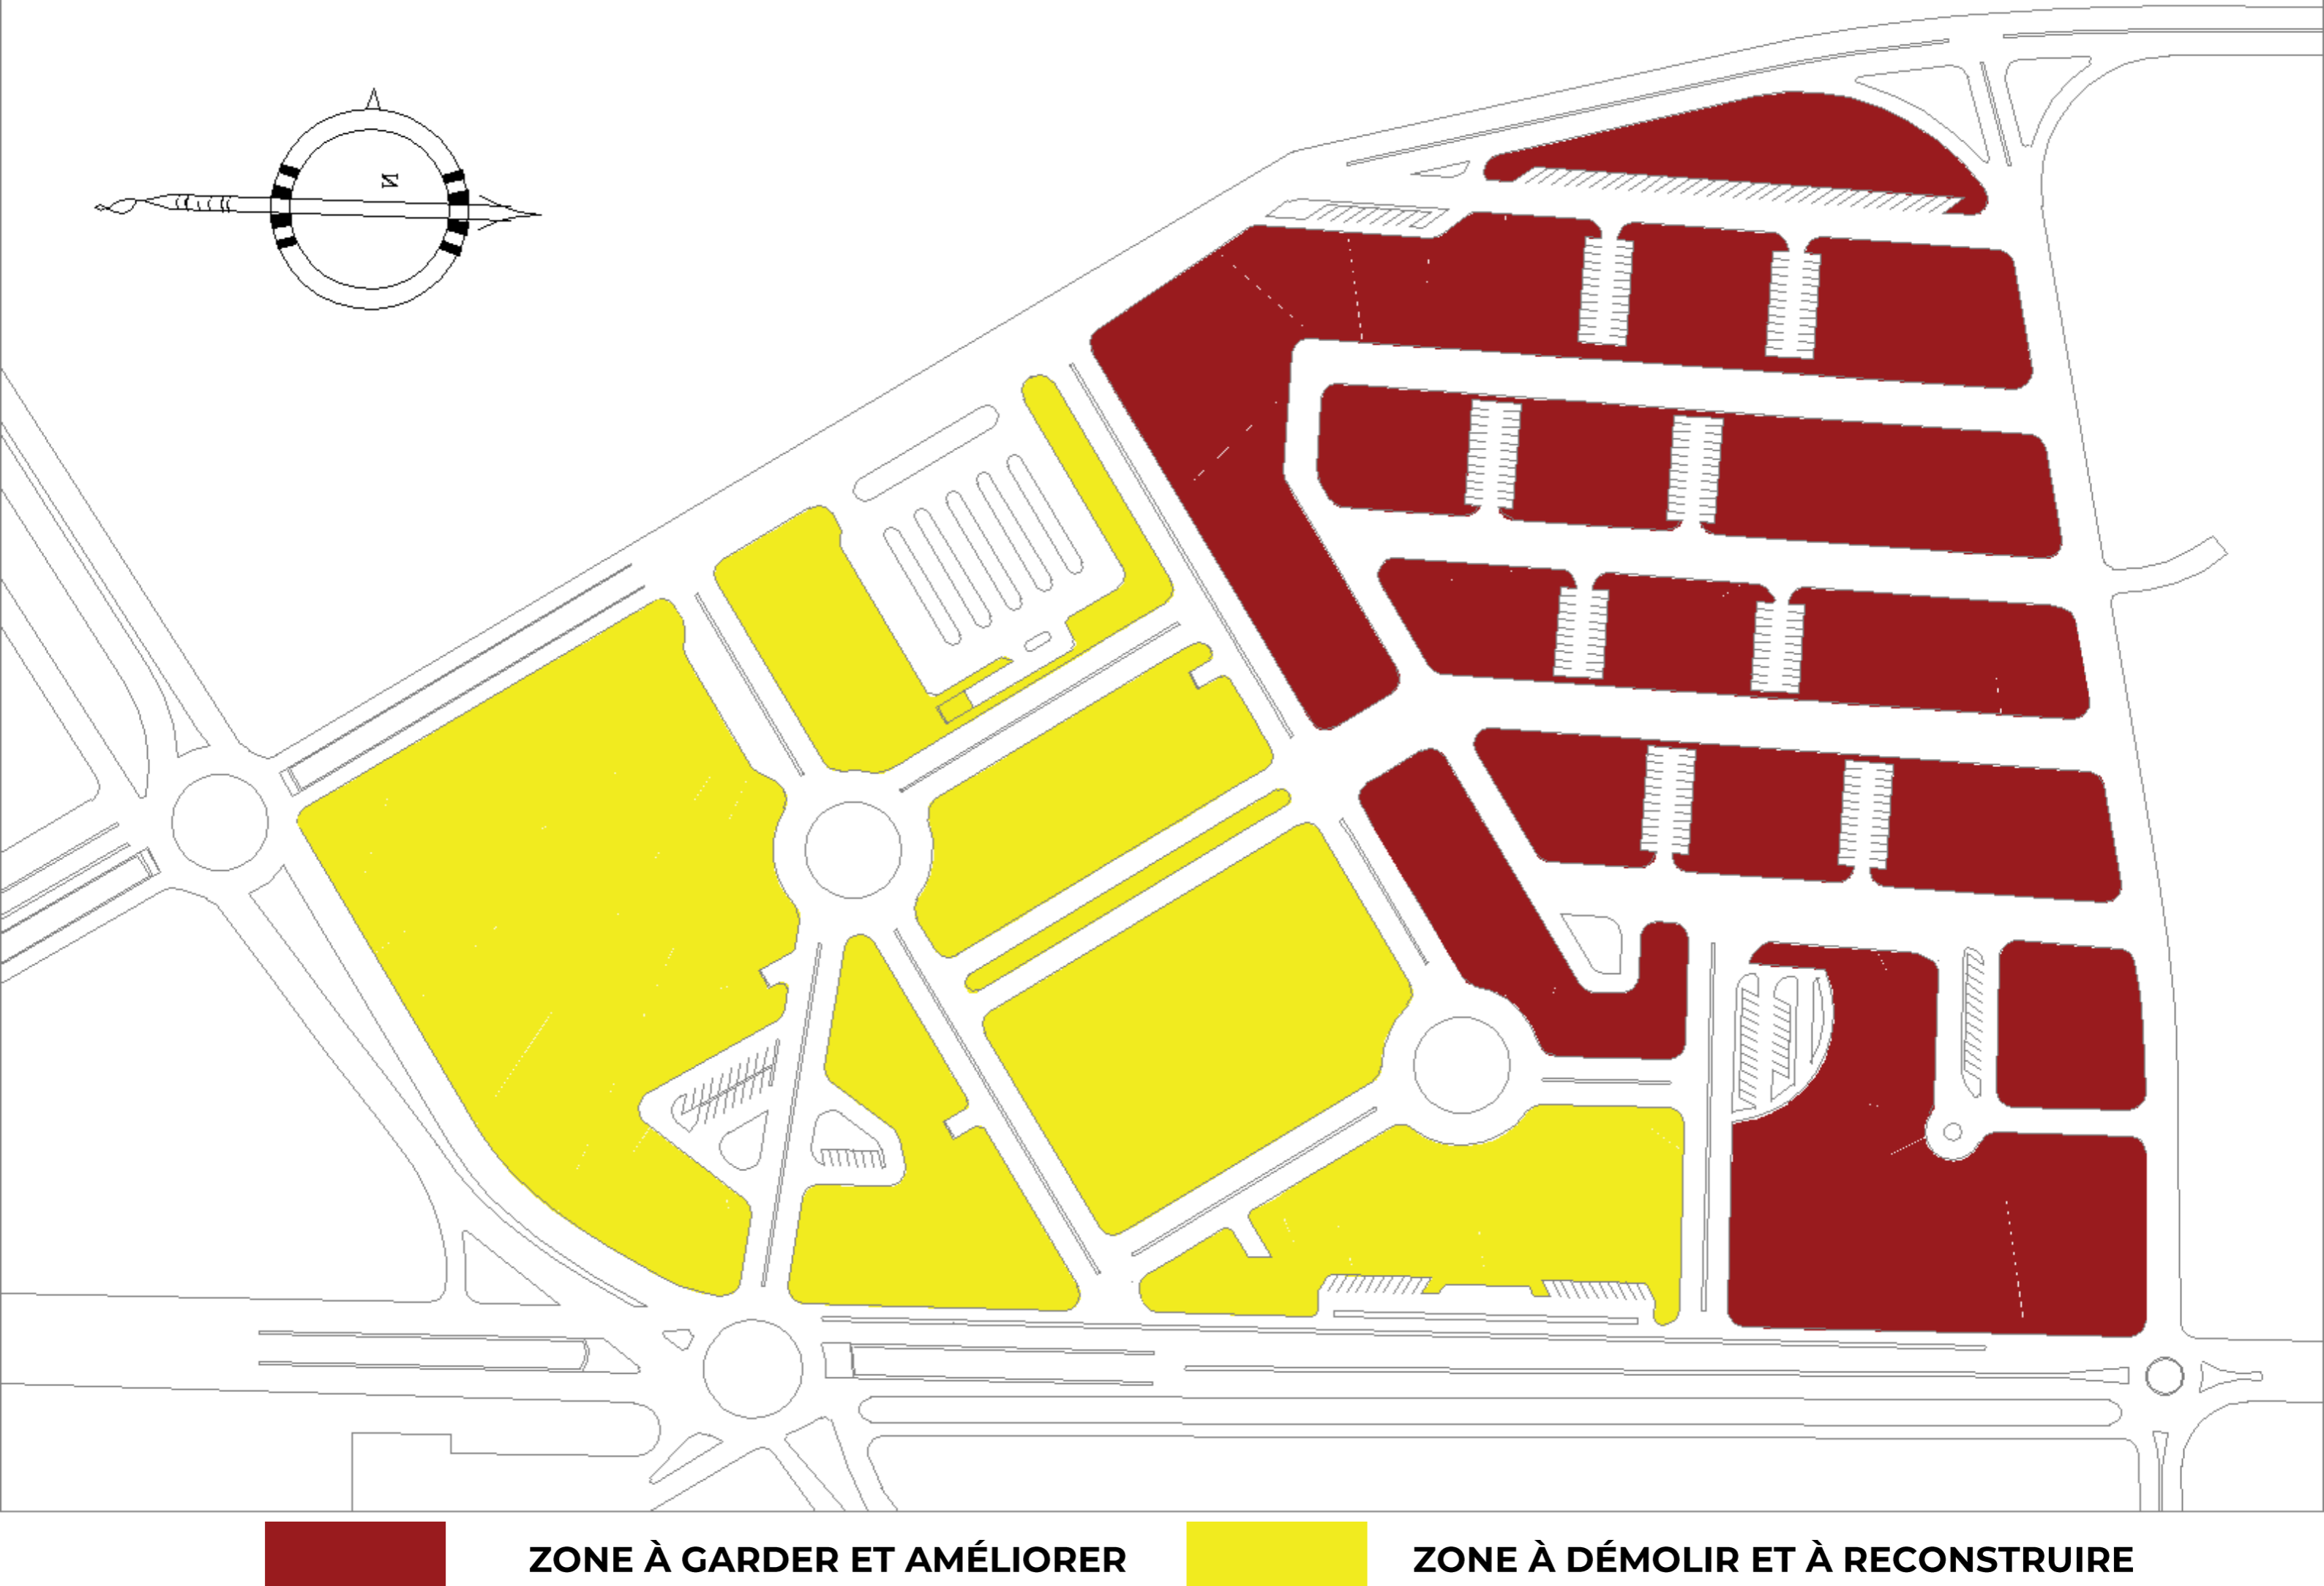 N
ZONE À GARDER ET AMÉLIORER
ZONE À DÉMOLIR ET À RECONSTRUIRE